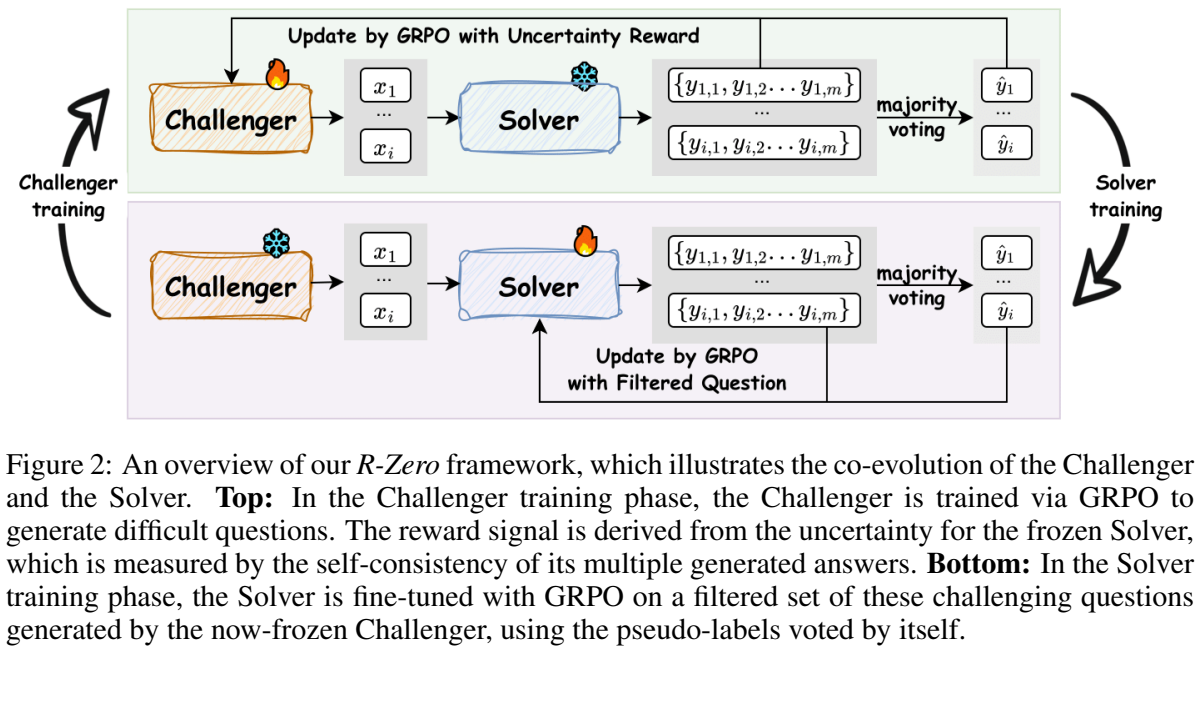 Update by GRPO with Uncertainty Reward
Challenger
x₁
...
xᵢ
Solver
{y₁,₁, y₁,₂··· y₁,ₘ}
...
{yᵢ,₁, yᵢ,₂··· yᵢ,ₘ}
majority
voting
ŷ₁
...
ŷᵢ
Challenger
training
Solver
training
Challenger
x₁
...
xᵢ
Solver
{y₁,₁, y₁,₂··· y₁,ₘ}
...
{yᵢ,₁, yᵢ,₂··· yᵢ,ₘ}
majority
voting
ŷ₁
...
ŷᵢ
Update by GRPO
with Filtered Question
Figure 2: An overview of our R-Zero framework, which illustrates the co-evolution of the Challenger
and the Solver. Top: In the Challenger training phase, the Challenger is trained via GRPO to
generate difficult questions. The reward signal is derived from the uncertainty for the frozen Solver,
which is measured by the self-consistency of its multiple generated answers. Bottom: In the Solver
training phase, the Solver is fine-tuned with GRPO on a filtered set of these challenging questions
generated by the now-frozen Challenger, using the pseudo-labels voted by itself.